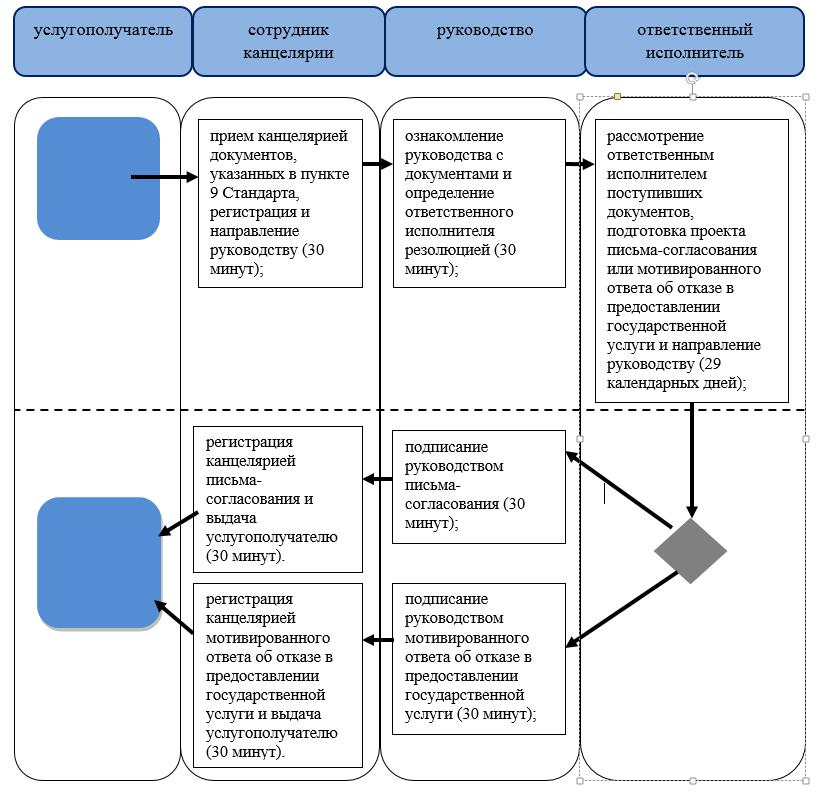 услугополучатель
сотрудник
канцелярии
руководство
ответственный
исполнитель
прием канцелярией
документов,
указанных в пункте
9 Стандарта,
регистрация и
направление
руководству (30
минут);
ознакомление
руководства с
документами и
определение
ответственного
исполнителя
резолюцией (30
минут);
рассмотрение
ответственным
исполнителем
поступивших
документов,
подготовка проекта
письма-согласования
или мотивированного
ответа об отказе в
предоставлении
государственной
услуги и направление
руководству (29
календарных дней);
регистрация
канцелярией
письма-
согласования и
выдача
услугополучателю
(30 минут).
подписание
руководством
письма-
согласования (30
минут);
регистрация
канцелярией
мотивированного
ответа об отказе в
предоставлении
государственной
услуги и выдача
услугополучателю
(30 минут).
подписание
руководством
мотивированного
ответа об отказе в
предоставлении
государственной
услуги (30 минут);